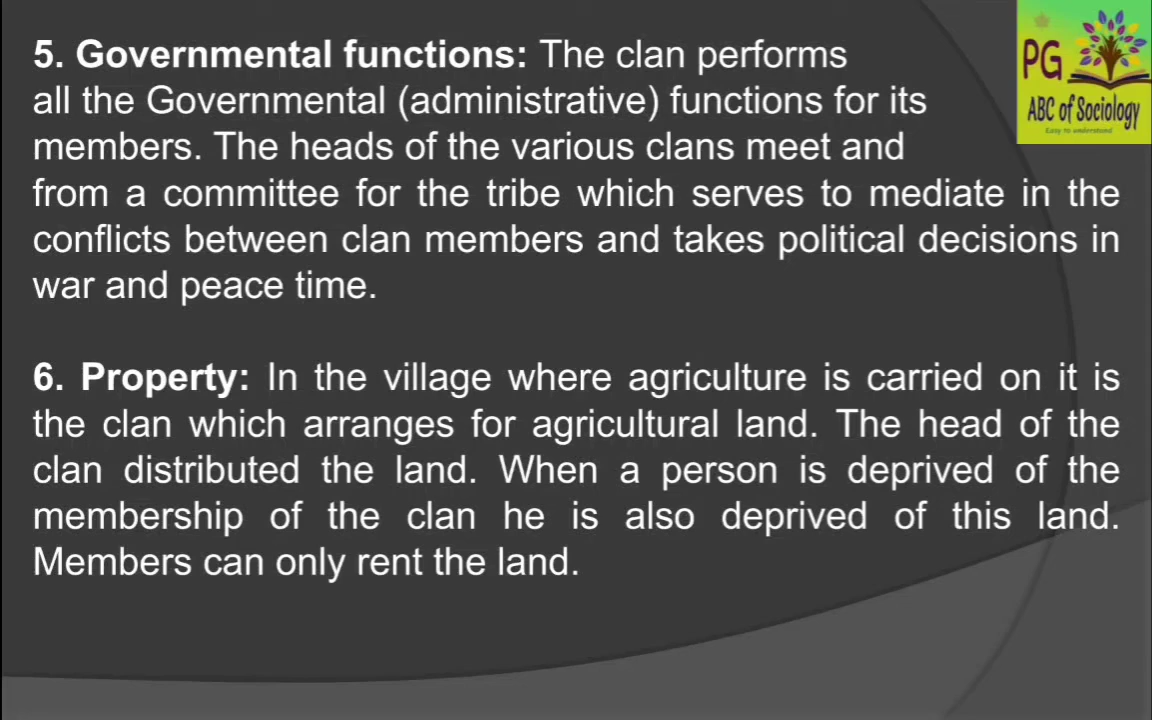 5. Governmental functions: The clan performs
all the Governmental (administrative) functions for its
members. The heads of the various clans meet and
from a committee for the tribe which serves to mediate in the
conflicts between clan members and takes political decisions in
war and peace time.
6. Property: In the village where agriculture is carried on it is
the clan which arranges for agricultural land. The head of the
clan distributed the land. When a person is deprived of the
membership of the clan he is also deprived of this land.
Members can only rent the land.
PG
ABC of Sociology
Easy to understand